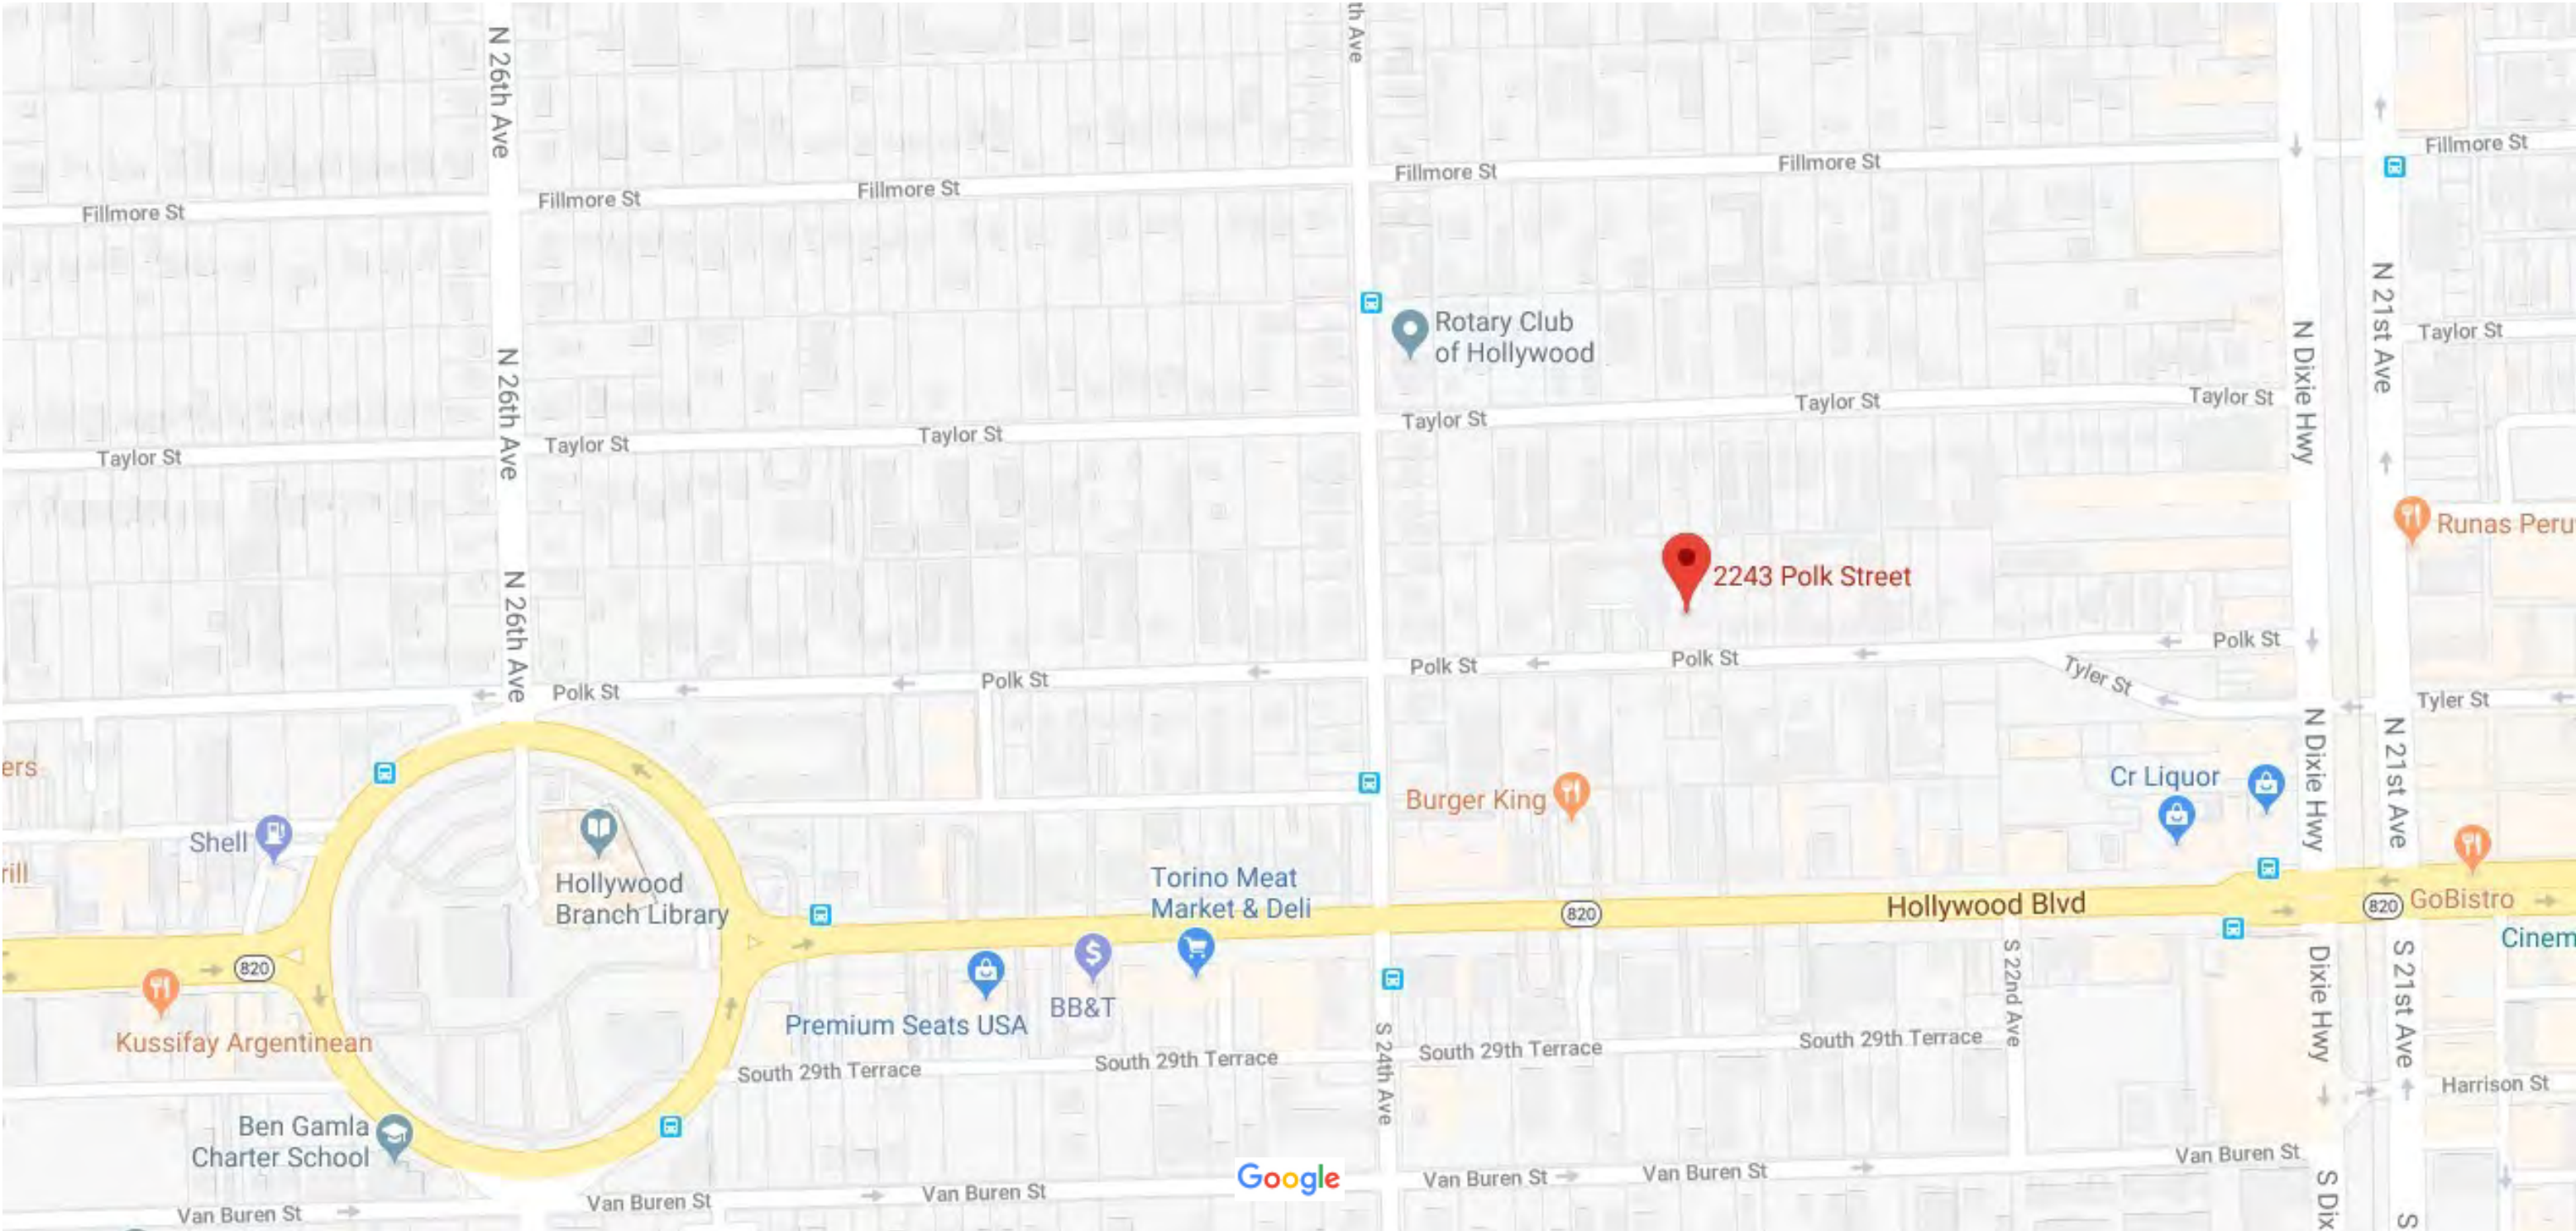 N 26th Ave
th Ave
Fillmore St
Fillmore St
Fillmore St
Fillmore St
Fillmore St
Fillmore St
N 21st Ave
Rotary Club
of Hollywood
N Dixie Hwy
Taylor St
N 26th Ave
Taylor St
Taylor St
Taylor St
Taylor St
Taylor St
Taylor St
Runas Peru
2243 Polk Street
N 26th Ave
Polk St
Polk St
Polk St
Polk St
Polk St
Tyler St
Tyler St
N Dixie Hwy
N 21st Ave
ers
Cr Liquor
Burger King
Shell
rill
Hollywood
Branch Library
Torino Meat
Market & Deli
820
Hollywood Blvd
820
GoBistro
Cinem
820
Kussifay Argentinean
Premium Seats USA
BB&T
S 24th Ave
S 22nd Ave
Dixie Hwy
S 21st Ave
South 29th Terrace
South 29th Terrace
South 29th Terrace
South 29th Terrace
Harrison St
Ben Gamla
Charter School
Google
Van Buren St
Van Buren St
Van Buren St
Van Buren St
Van Buren St
Van Buren St
S Dix
S